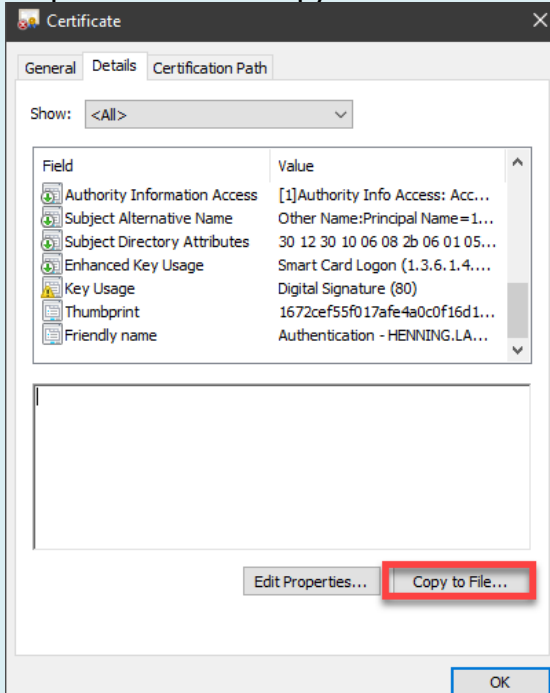 Certificate
General Details Certification Path
Show: <All>
Field Value
Authority Information Access [1]Authority Info Access: Acc...
Subject Alternative Name Other Name:Principal Name=1...
Subject Directory Attributes 30 12 30 10 06 08 2b 06 01 05...
Enhanced Key Usage Smart Card Logon (1.3.6.1.4....
Key Usage Digital Signature (80)
Thumbprint 1672cef55f017afe4a0c0f16d1...
Friendly name Authentication - HENNING.LA...
Edit Properties... Copy to File...
OK